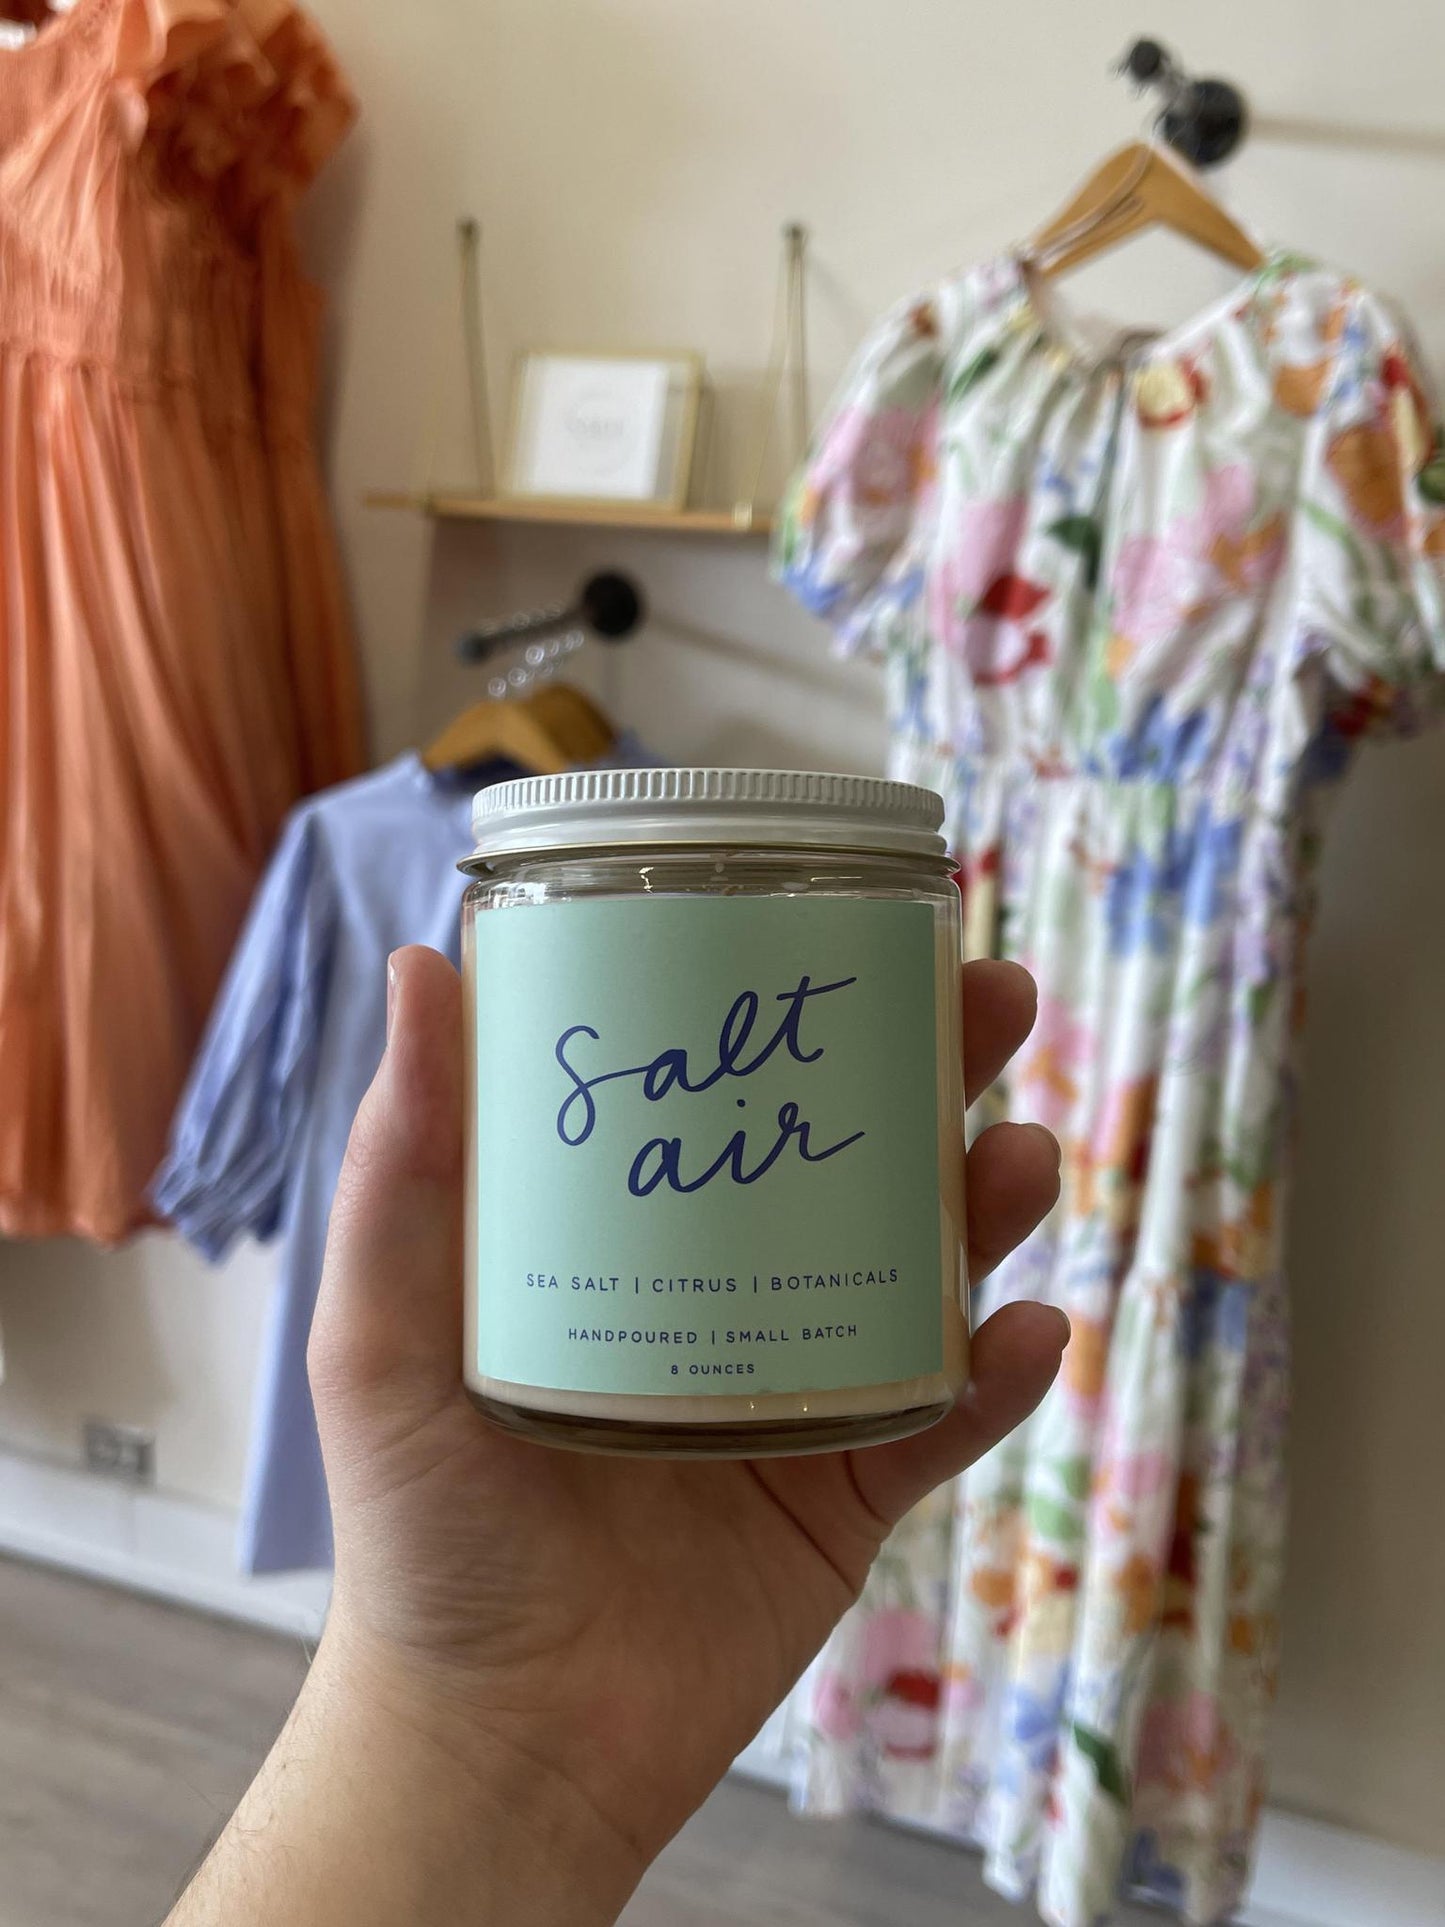 Salt
air
SEA SALT | CITRUS | BOTANICALS
HANDPOURED | SMALL BATCH
8 OUNCES